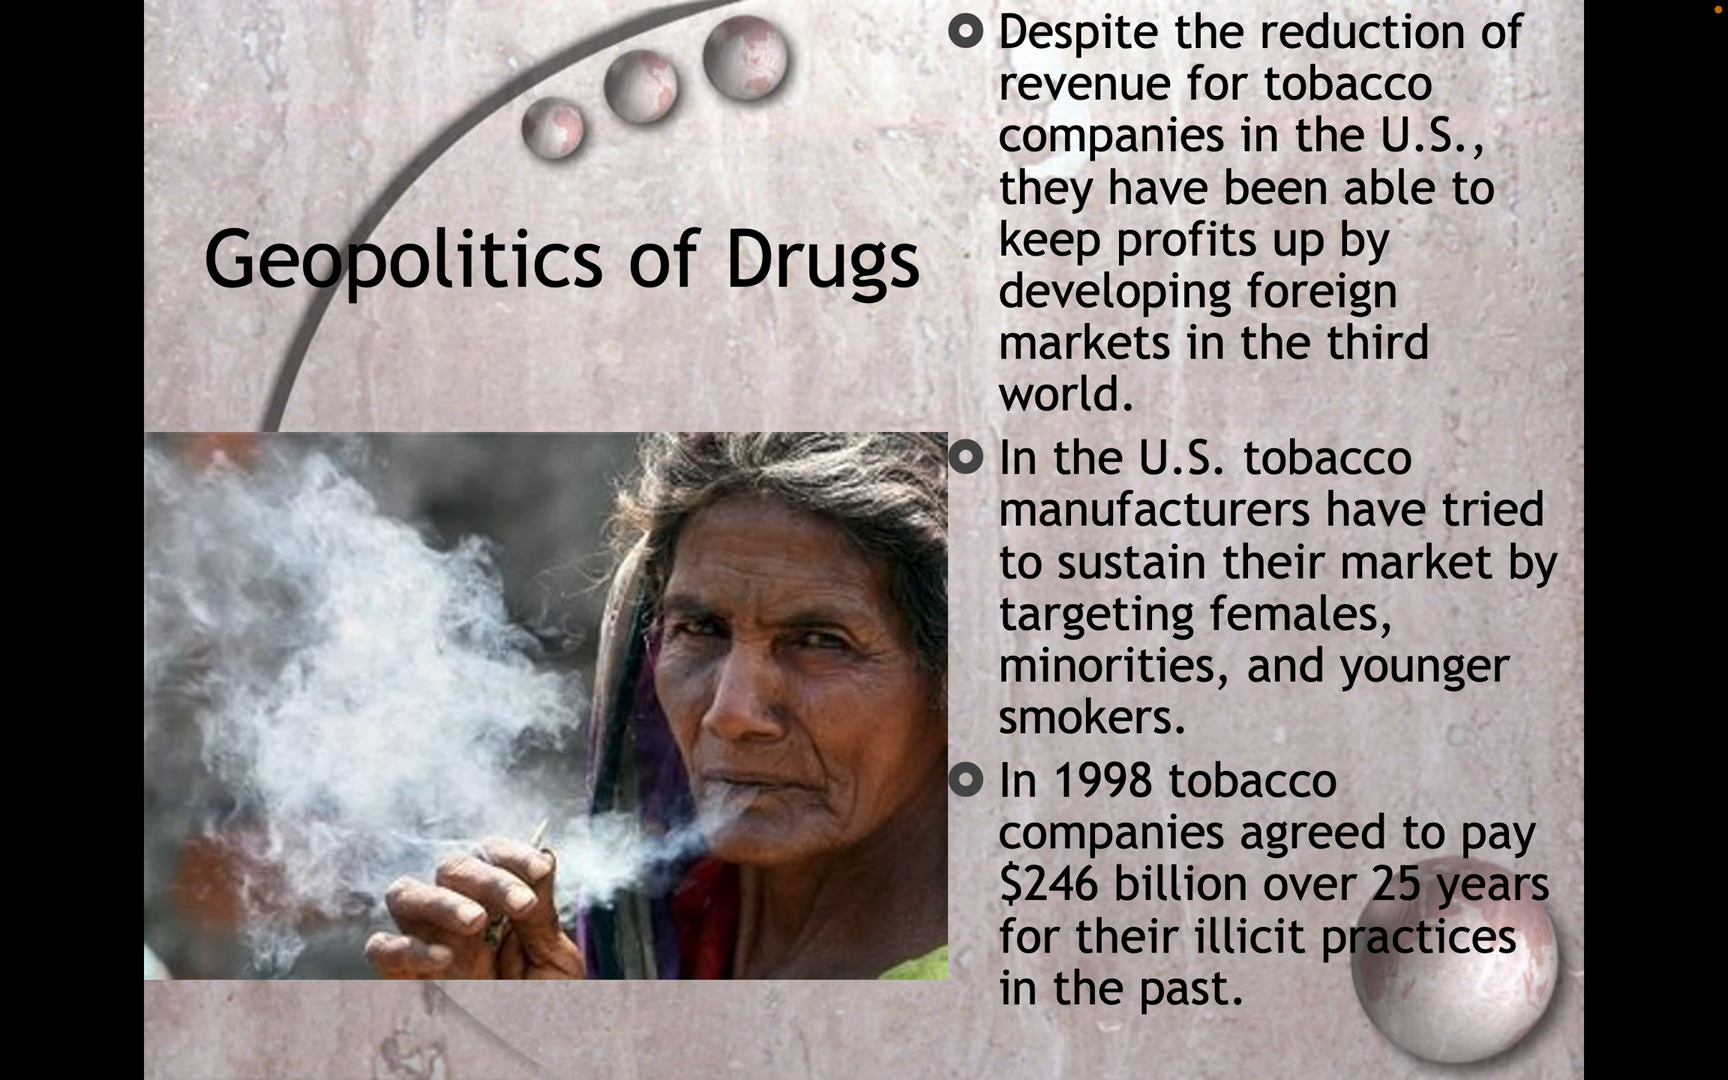 Geopolitics of Drugs
Despite the reduction of
revenue for tobacco
companies in the U.S.,
they have been able to
keep profits up by
developing foreign
markets in the third
world.
In the U.S. tobacco
manufacturers have tried
to sustain their market by
targeting females,
minorities, and younger
smokers.
In 1998 tobacco
companies agreed to pay
$246 billion over 25 years
for their illicit practices
in the past.